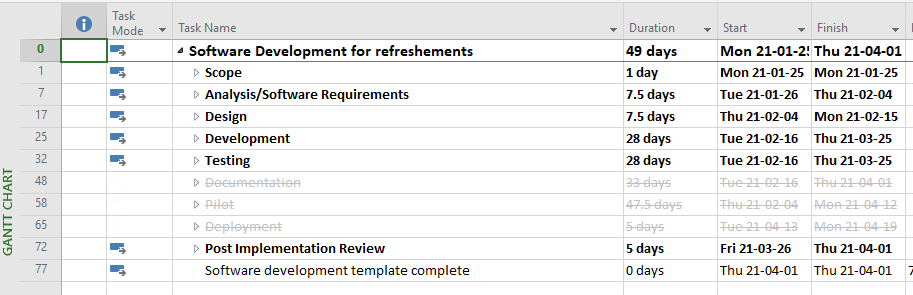 Task Mode Task Name Duration Start Finish
0 Software Development for refreshements 49 days Mon 21-01-25 Thu 21-04-01
1 Scope 1 day Mon 21-01-25 Mon 21-01-25
7 Analysis/Software Requirements 7.5 days Tue 21-01-26 Thu 21-02-04
17 Design 7.5 days Thu 21-02-04 Mon 21-02-15
25 Development 28 days Tue 21-02-16 Thu 21-03-25
32 Testing 28 days Tue 21-02-16 Thu 21-03-25
48 Documentation 33 days Tue 21-02-16 Thu 21-04-01
58 Pilot 47.5 days Thu 21-02-04 Mon 21-04-12
65 Deployment 5 days Tue 21-04-13 Mon 21-04-19
72 Post Implementation Review 5 days Fri 21-03-26 Thu 21-04-01
77 Software development template complete 0 days Thu 21-04-01 Thu 21-04-01 7
GANTT CHART